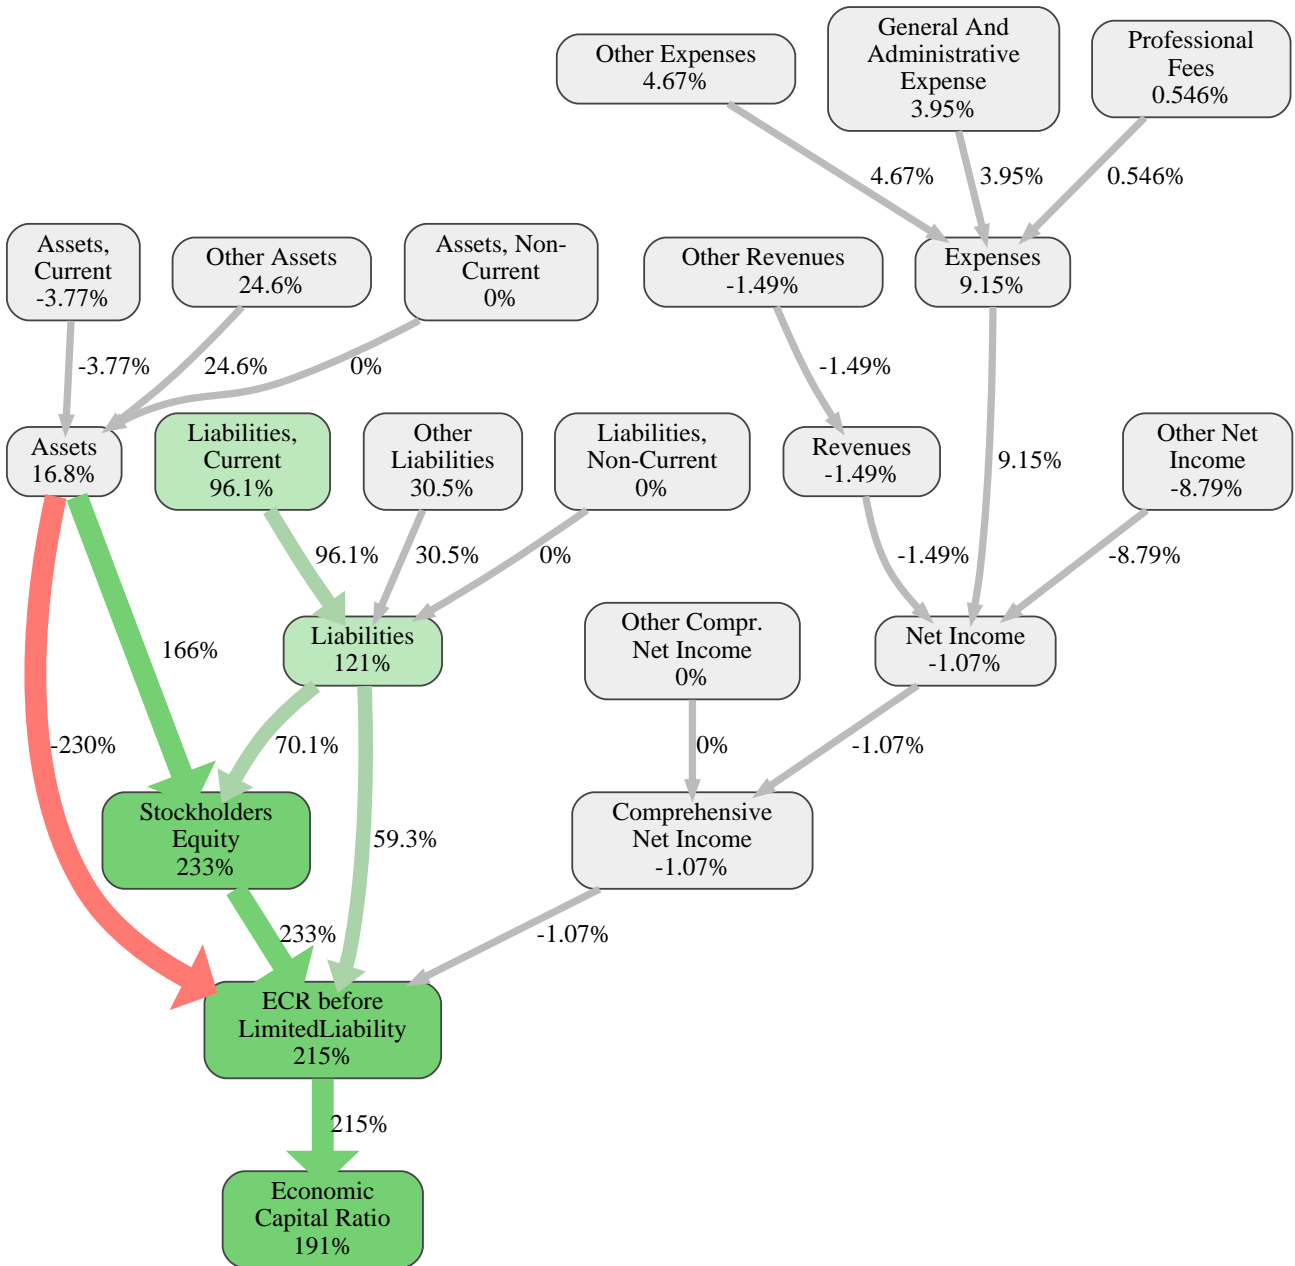 Other Expenses
4.67%
General And
Administrative
Expense
3.95%
Professional
Fees
0.546%
4.67%
3.95%
0.546%
Assets,
Current
-3.77%
Other Assets
24.6%
Assets, Non-
Current
0%
Other Revenues
-1.49%
Expenses
9.15%
-3.77%
24.6%
0%
-1.49%
Assets
16.8%
Liabilities,
Current
96.1%
Other
Liabilities
30.5%
Liabilities,
Non-Current
0%
Revenues
-1.49%
9.15%
Other Net
Income
-8.79%
96.1%
30.5%
0%
-1.49%
-8.79%
166%
Liabilities
121%
Other Compr.
Net Income
0%
Net Income
-1.07%
-230%
70.1%
0%
-1.07%
Stockholders
Equity
233%
59.3%
Comprehensive
Net Income
-1.07%
233%
-1.07%
ECR before
LimitedLiability
215%
215%
Economic
Capital Ratio
191%